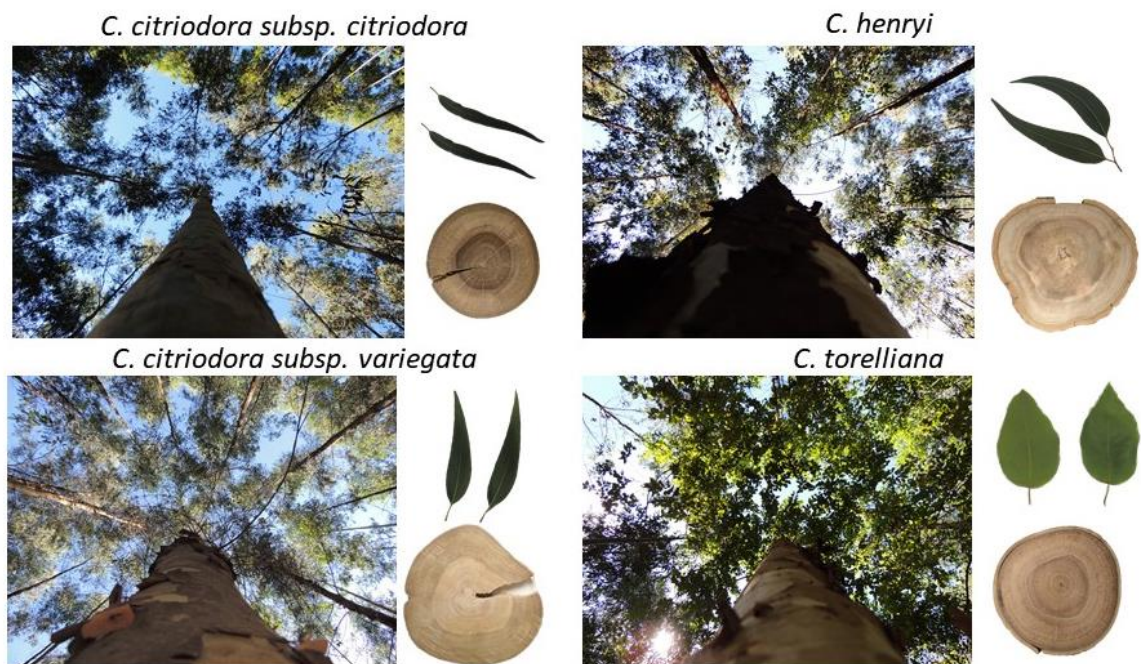 C. citriodora subsp. citriodora
C. henryi
C. citriodora subsp. variegata
C. torelliana